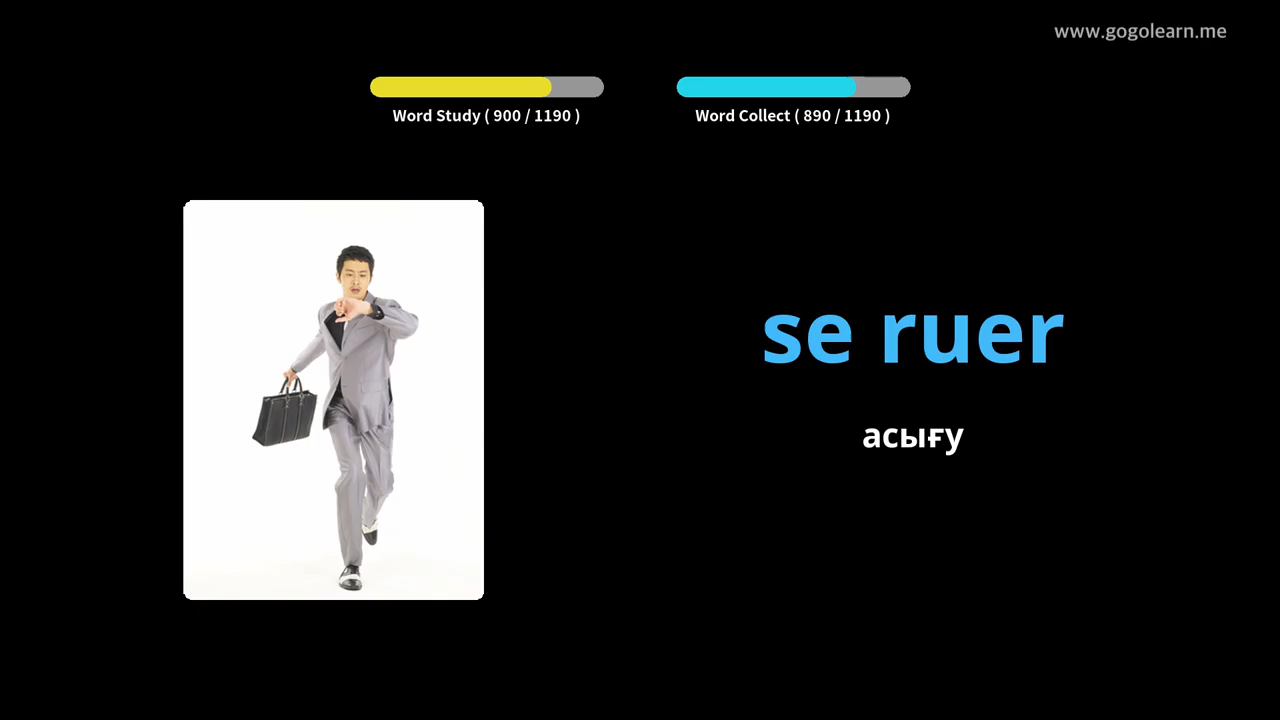 www.gogolearn.me
Word Study ( 900 / 1190 )
Word Collect ( 890 / 1190 )
se ruer
асығу